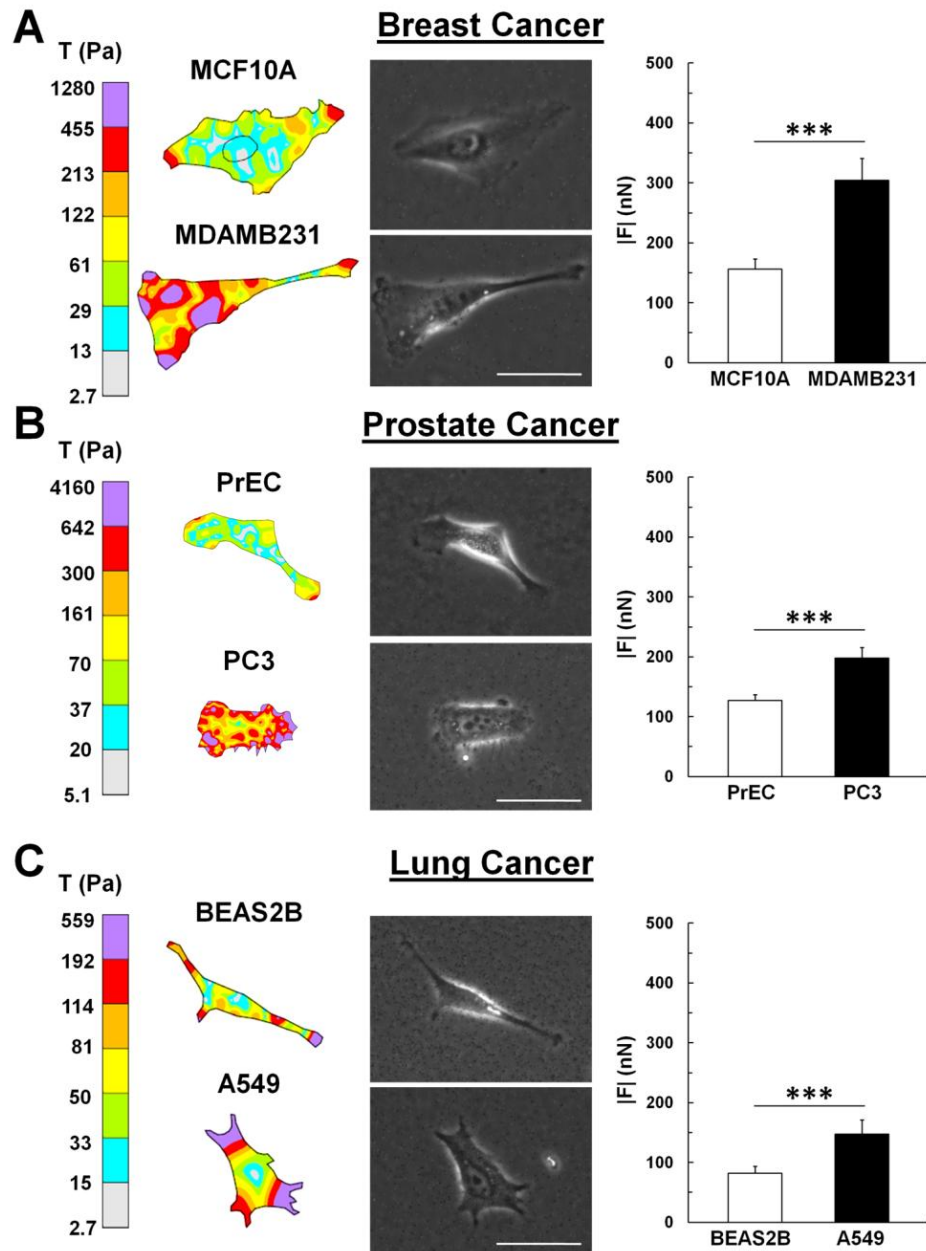 A
Breast Cancer
T (Pa)
1280
455
213
122
61
29
13
2.7
MCF10A
MDAMB231
500
400
300
200
100
0
|F| (nN)
***
MCF10A MDAMB231
B
Prostate Cancer
T (Pa)
4160
642
300
161
70
37
20
5.1
PrEC
PC3
500
400
300
200
100
0
|F| (nN)
***
PrEC PC3
C
Lung Cancer
T (Pa)
559
192
114
81
50
33
15
2.7
BEAS2B
A549
500
400
300
200
100
0
|F| (nN)
***
BEAS2B A549